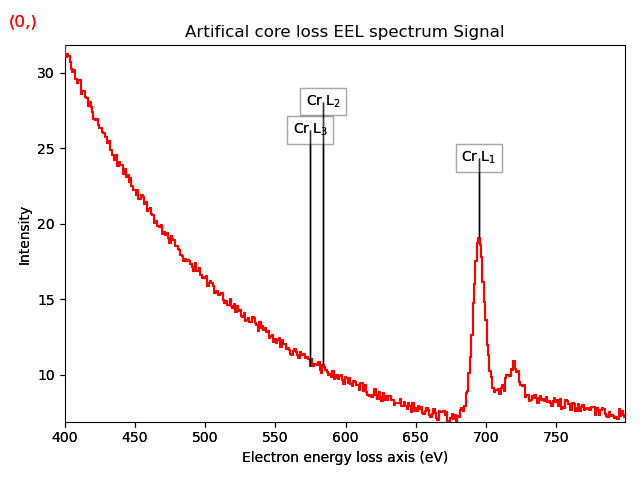 (0,)
Artifical core loss EEL spectrum Signal
Cr L₂
Cr L₃
Cr L₁
Intensity
30
25
20
15
10
400 450 500 550 600 650 700 750
Electron energy loss axis (eV)